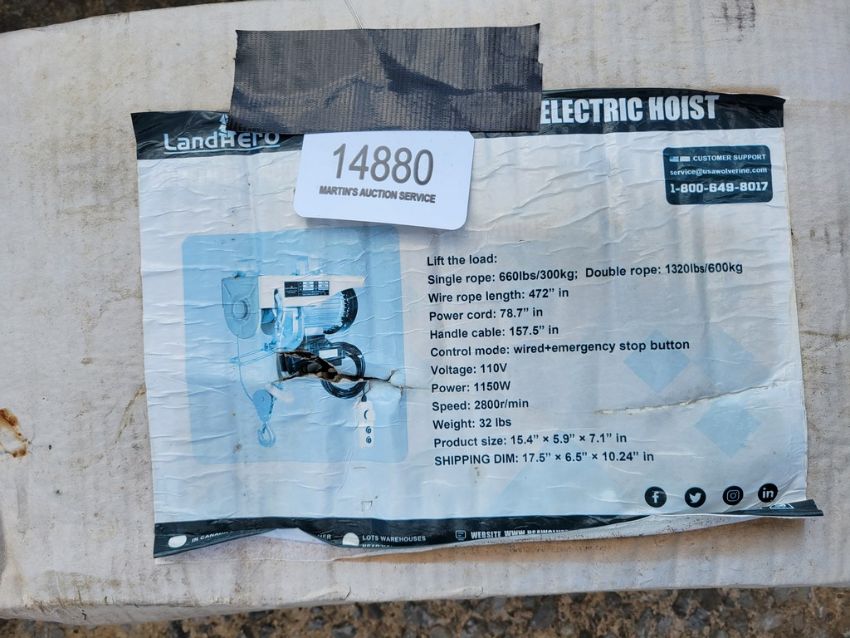 LandHero
ELECTRIC HOIST
14880
MARTIN'S AUCTION SERVICE
CUSTOMER SUPPORT
service@usawolverine.com
1-800-649-8017
Lift the load:
Single rope: 660lbs/300kg; Double rope: 1320lbs/600kg
Wire rope length: 472" in
Power cord: 78.7" in
Handle cable: 157.5" in
Control mode: wired+emergency stop button
Voltage: 110V
Power: 1150W
Speed: 2800r/min
Weight: 32 lbs
Product size: 15.4" × 5.9" × 7.1" in
SHIPPING DIM: 17.5" × 6.5" × 10.24" in
LOTS WAREHOUSES
WEBSITE